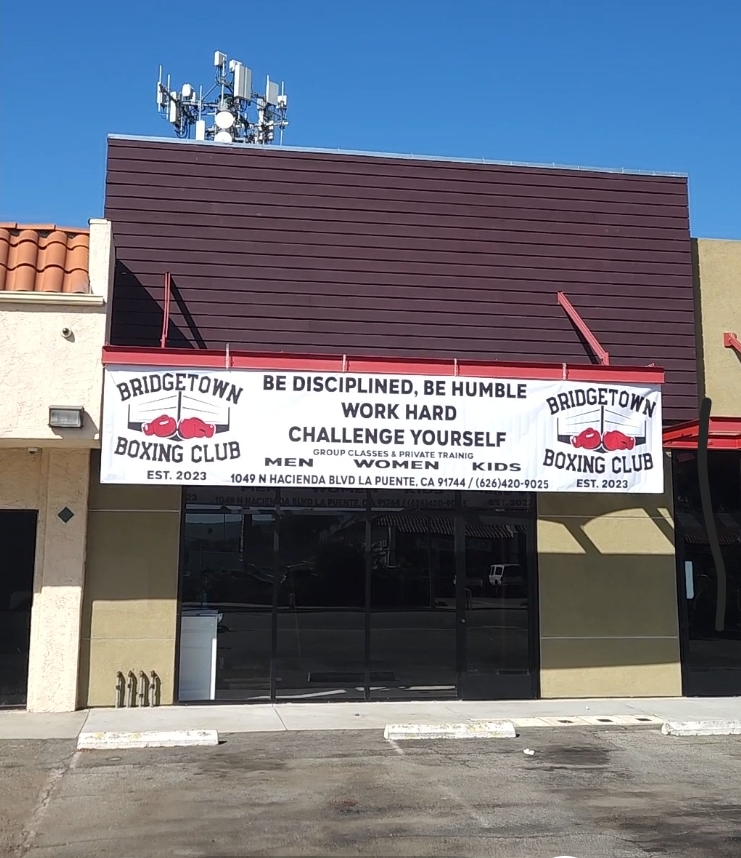 BRIDGETOWN
BOXING CLUB
EST. 2023
BE DISCIPLINED, BE HUMBLE
WORK HARD
CHALLENGE YOURSELF
GROUP CLASSES & PRIVATE TRAINIG
MEN WOMEN KIDS
1049 N HACIENDA BLVD LA PUENTE, CA 91744 / (626)420-9025
BRIDGETOWN
BOXING CLUB
EST. 2023